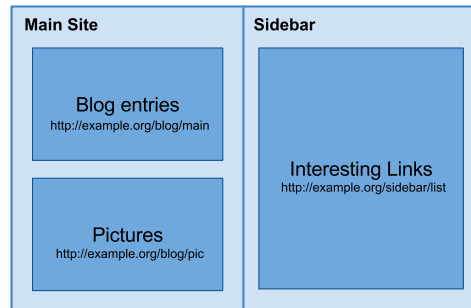 Main Site
Blog entries
http://example.org/blog/main
Pictures
http://example.org/blog/pic
Sidebar
Interesting Links
http://example.org/sidebar/list